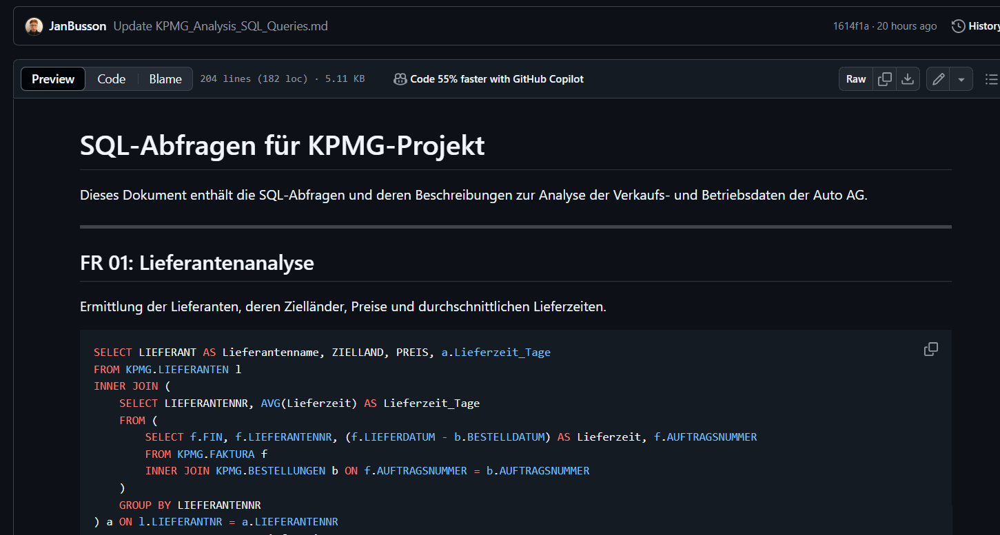 JanBusson Update KPMG_Analysis_SQL_Queries.md 1614f1a · 20 hours ago History
Preview Code Blame 204 lines (182 loc) · 5.11 KB Code 55% faster with GitHub Copilot Raw
SQL-Abfragen für KPMG-Projekt
Dieses Dokument enthält die SQL-Abfragen und deren Beschreibungen zur Analyse der Verkaufs- und Betriebsdaten der Auto AG.
FR 01: Lieferantenanalyse
Ermittlung der Lieferanten, deren Zielländer, Preise und durchschnittlichen Lieferzeiten.
SELECT LIEFERANT AS Lieferantenname, ZIELLAND, PREIS, a.Lieferzeit_Tage
FROM KPMG.LIEFERANTEN l
INNER JOIN (
    SELECT LIEFERANTENNR, AVG(Lieferzeit) AS Lieferzeit_Tage
    FROM (
        SELECT f.FIN, f.LIEFERANTENNR, (f.LIEFERDATUM - b.BESTELLDATUM) AS Lieferzeit, f.AUFTRAGSNUMMER
        FROM KPMG.FAKTURA f
        INNER JOIN KPMG.BESTELLUNGEN b ON f.AUFTRAGSNUMMER = b.AUFTRAGSNUMMER
    )
    GROUP BY LIEFERANTENNR
) a ON l.LIEFERANTNR = a.LIEFERANTENNR